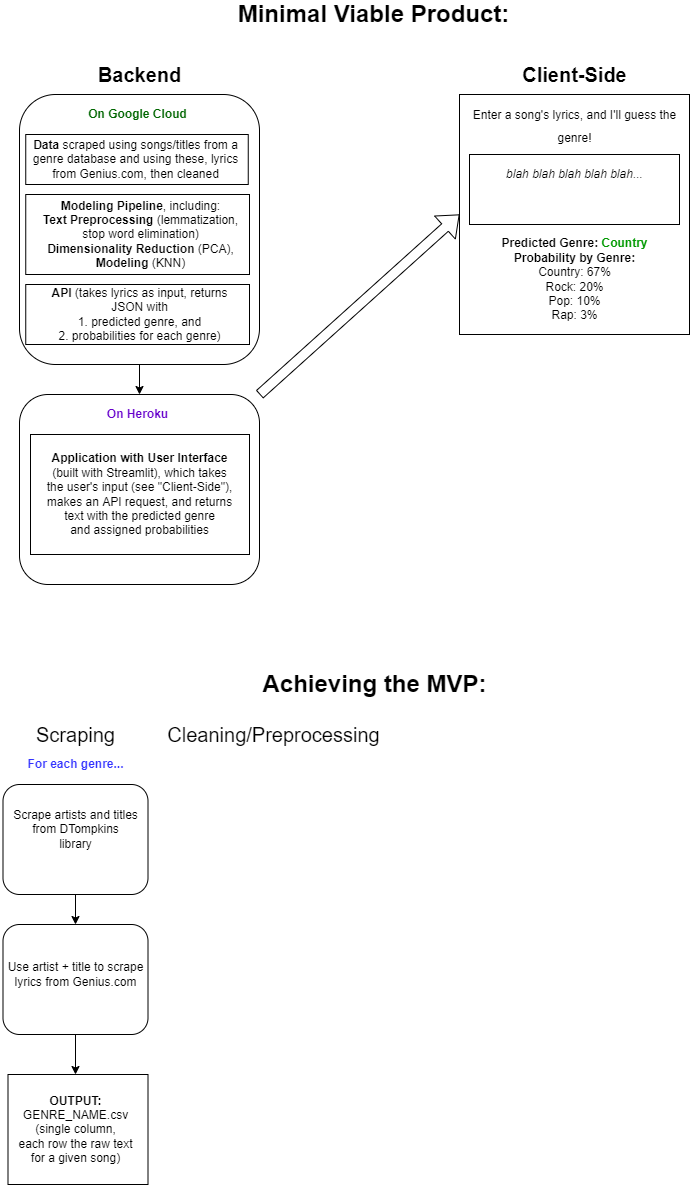 Minimal Viable Product:
Backend
On Google Cloud
Data scraped using songs/titles from a
genre database and using these, lyrics
from Genius.com, then cleaned
Modeling Pipeline, including:
Text Preprocessing (lemmatization,
stop word elimination)
Dimensionality Reduction (PCA),
Modeling (KNN)
API (takes lyrics as input, returns
JSON with
1. predicted genre, and
2. probabilities for each genre)
On Heroku
Application with User Interface
(built with Streamlit), which takes
the user's input (see "Client-Side"),
makes an API request, and returns
text with the predicted genre
and assigned probabilities
Client-Side
Enter a song's lyrics, and I'll guess the
genre!
blah blah blah blah blah...
Predicted Genre: Country
Probability by Genre:
Country: 67%
Rock: 20%
Pop: 10%
Rap: 3%
Achieving the MVP:
Scraping
For each genre...
Scrape artists and titles
from DTompkins
library
Use artist + title to scrape
lyrics from Genius.com
OUTPUT:
GENRE_NAME.csv
(single column,
each row the raw text
for a given song)
Cleaning/Preprocessing